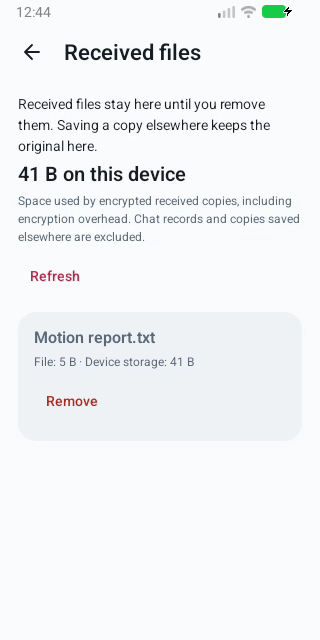 12:44
Received files
Received files stay here until you remove
them. Saving a copy elsewhere keeps the
original here.
41 B on this device
Space used by encrypted received copies, including
encryption overhead. Chat records and copies saved
elsewhere are excluded.
Refresh
Motion report.txt
File: 5 B · Device storage: 41 B
Remove